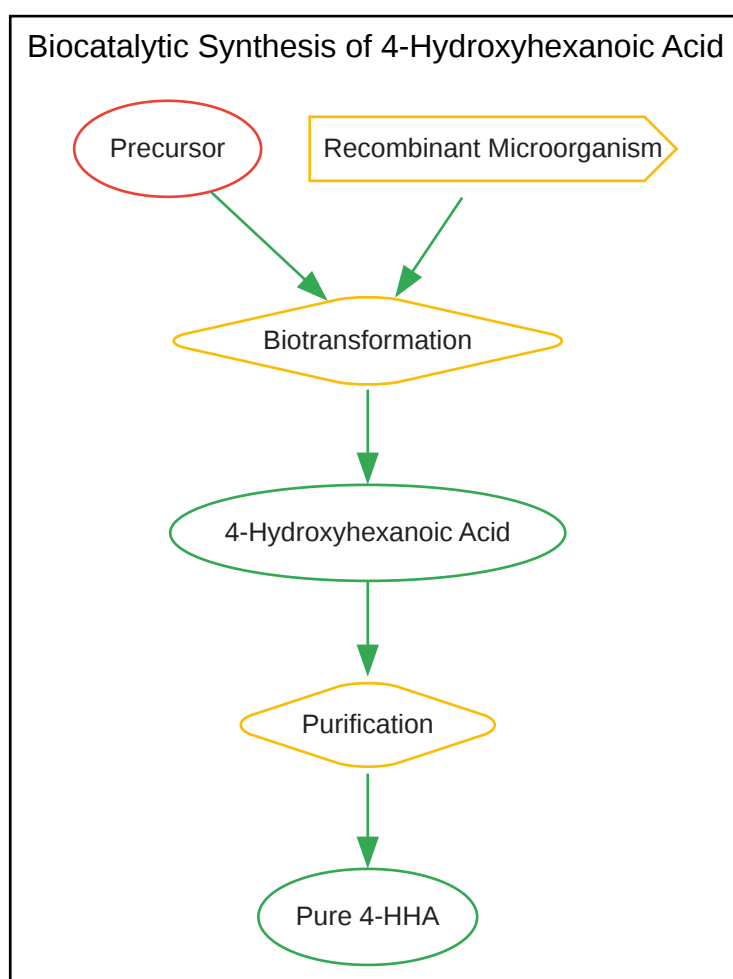 Biocatalytic Synthesis of 4-Hydroxyhexanoic Acid
Precursor
Recombinant Microorganism
Biotransformation
4-Hydroxyhexanoic Acid
Purification
Pure 4-HHA